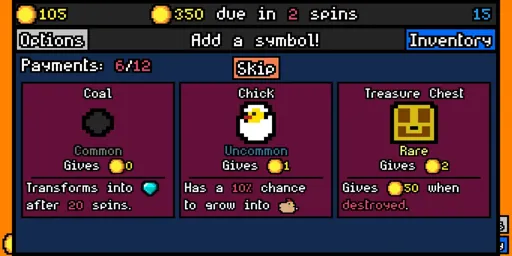 105 350 due in 2 spins 15
Options Add a symbol! Inventory
Payments: 6/12 Skip
Coal
Common
Gives 0
Transforms into
after 20 spins.
Chick
Uncommon
Gives 1
Has a 10% chance
to grow into .
Treasure Chest
Rare
Gives 2
Gives 50 when
destroyed.